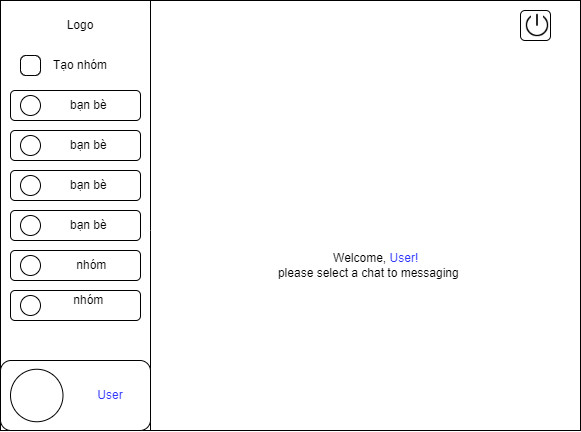 Logo
Tạo nhóm
bạn bè
bạn bè
bạn bè
bạn bè
nhóm
nhóm
User
Welcome, User!
please select a chat to messaging